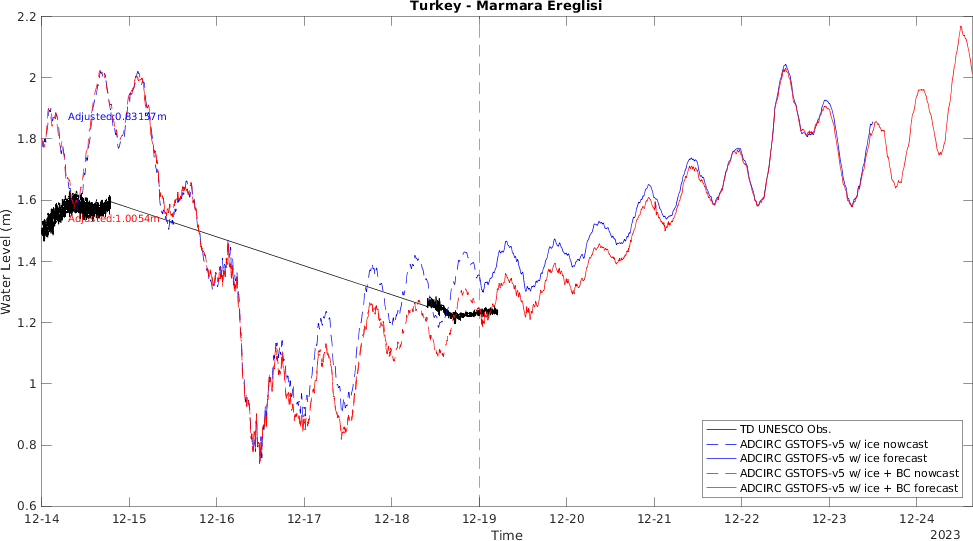 Turkey - Marmara Ereglisi
2.2
2
1.8
1.6
1.4
1.2
1
0.8
0.6
Water Level (m)
Adjusted:0.83157m
Adjusted:1.0054m
TD UNESCO Obs.
ADCIRC GSTOFS-v5 w/ ice nowcast
ADCIRC GSTOFS-v5 w/ ice forecast
ADCIRC GSTOFS-v5 w/ ice + BC nowcast
ADCIRC GSTOFS-v5 w/ ice + BC forecast
12-14 12-15 12-16 12-17 12-18 12-19 12-20 12-21 12-22 12-23 12-24
Time
2023